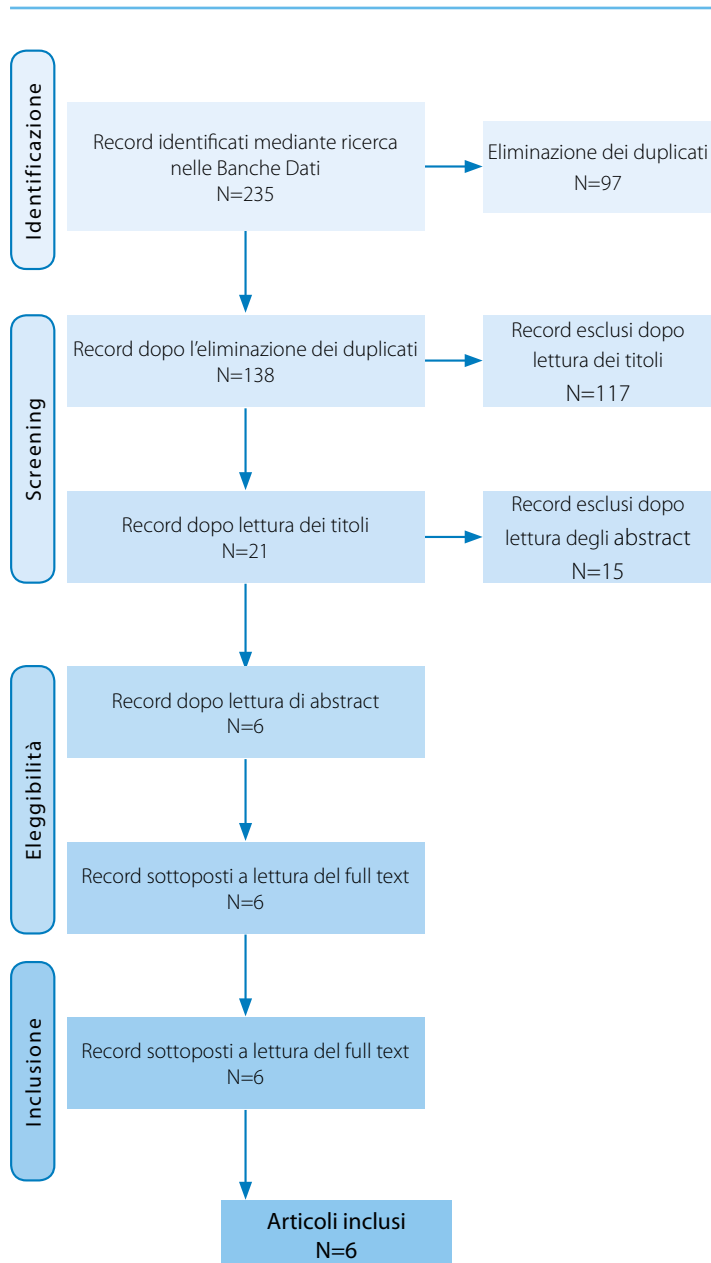 Identificazione
Record identificati mediante ricerca
nelle Banche Dati
N=235
Eliminazione dei duplicati
N=97
Screening
Record dopo l’eliminazione dei duplicati
N=138
Record esclusi dopo
lettura dei titoli
N=117
Record dopo lettura dei titoli
N=21
Record esclusi dopo
lettura degli abstract
N=15
Eleggibilità
Record dopo lettura di abstract
N=6
Record sottoposti a lettura del full text
N=6
Inclusione
Record sottoposti a lettura del full text
N=6
Articoli inclusi
N=6